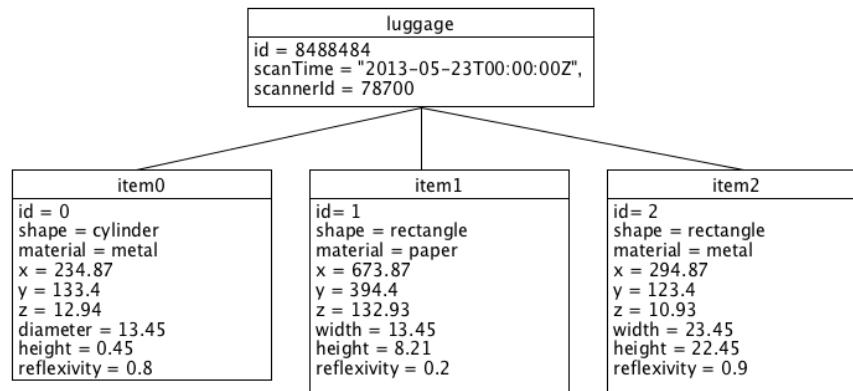 luggage
id = 8488484
scanTime = "2013-05-23T00:00:00Z",
scannerId = 78700
item0
id = 0
shape = cylinder
material = metal
x = 234.87
y = 133.4
z = 12.94
diameter = 13.45
height = 0.45
reflexivity = 0.8
item1
id= 1
shape = rectangle
material = paper
x = 673.87
y = 394.4
z = 132.93
width = 13.45
height = 8.21
reflexivity = 0.2
item2
id= 2
shape = rectangle
material = metal
x = 294.87
y = 123.4
z = 10.93
width = 23.45
height = 22.45
reflexivity = 0.9